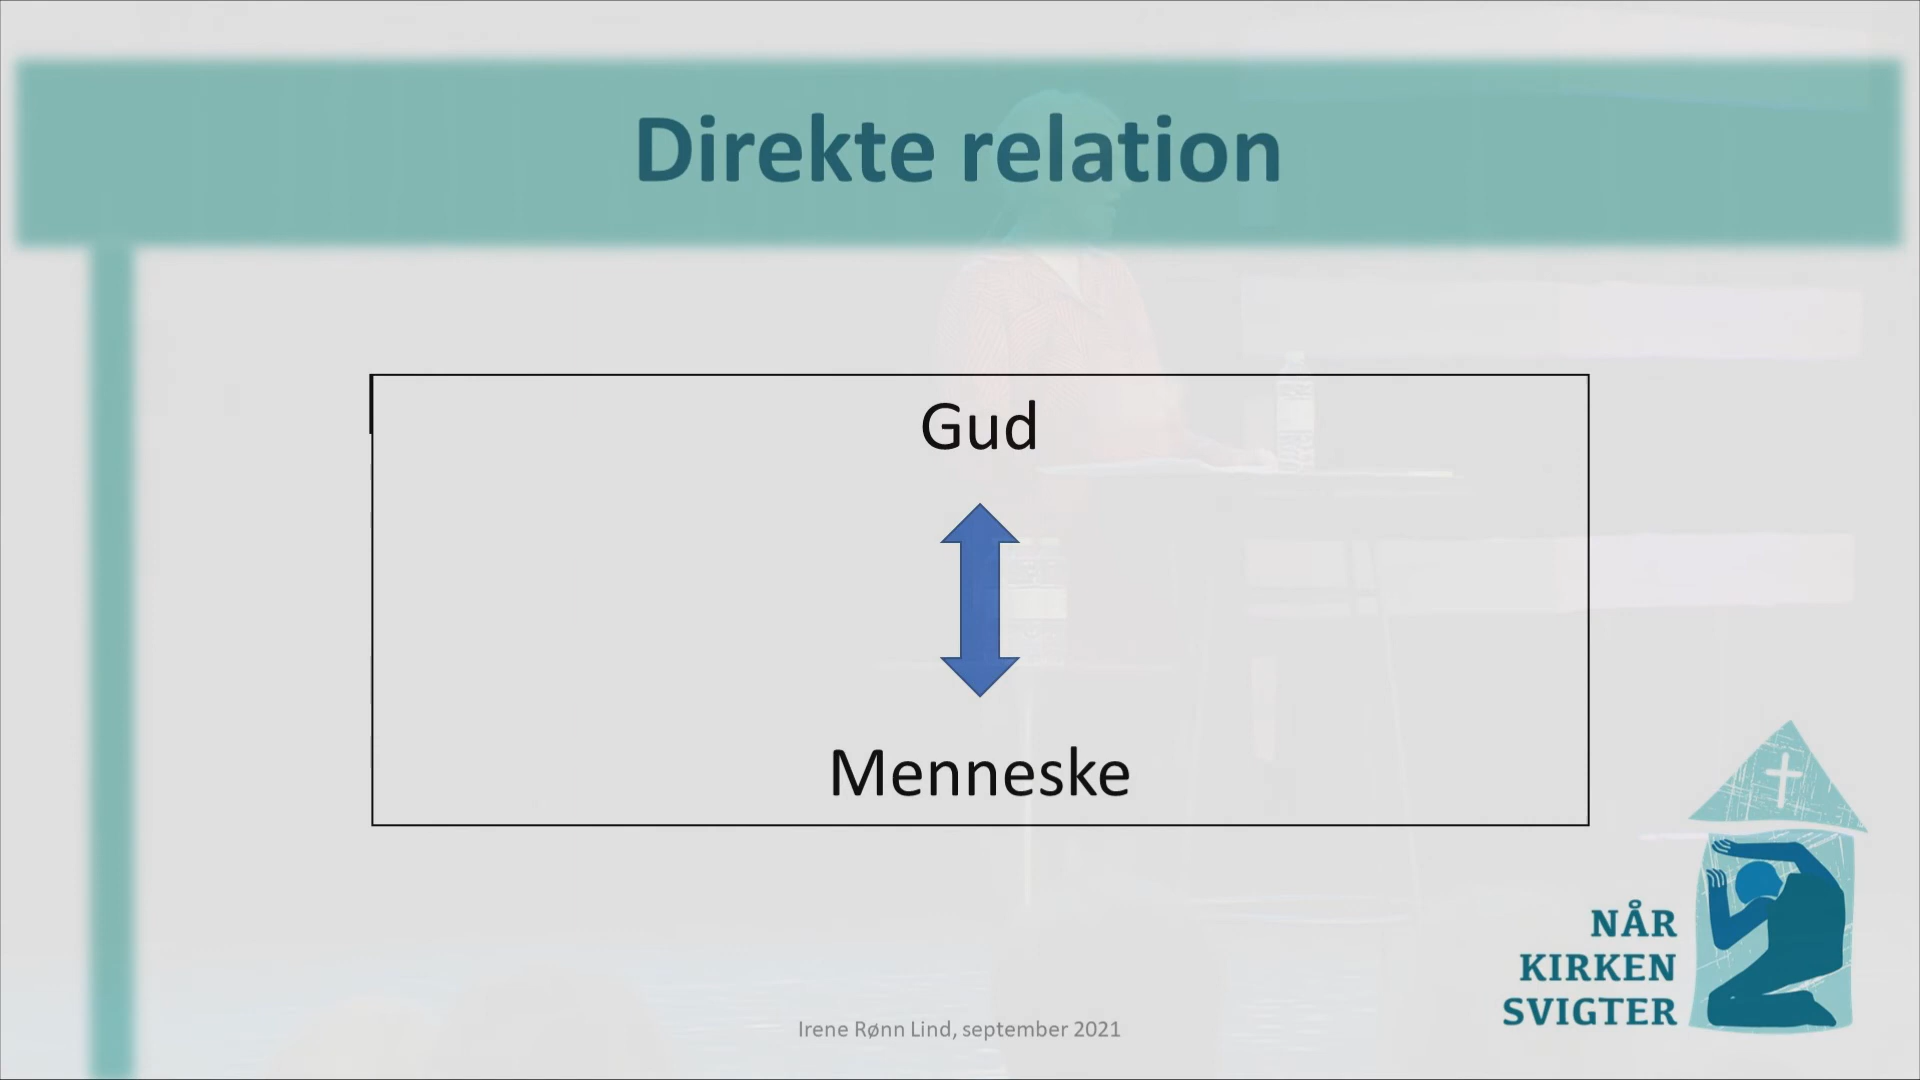 Direkte relation
Gud
Menneske
NÅR
KIRKEN
SVIGTER
Irene Rønn Lind, september 2021